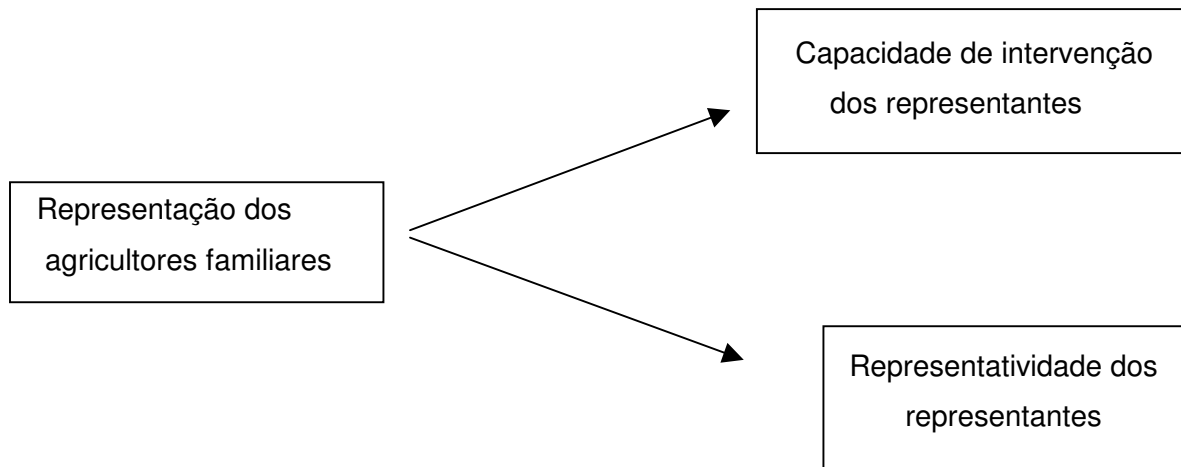 Capacidade de intervenção
dos representantes
Representação dos
agricultores familiares
Representatividade dos
representantes